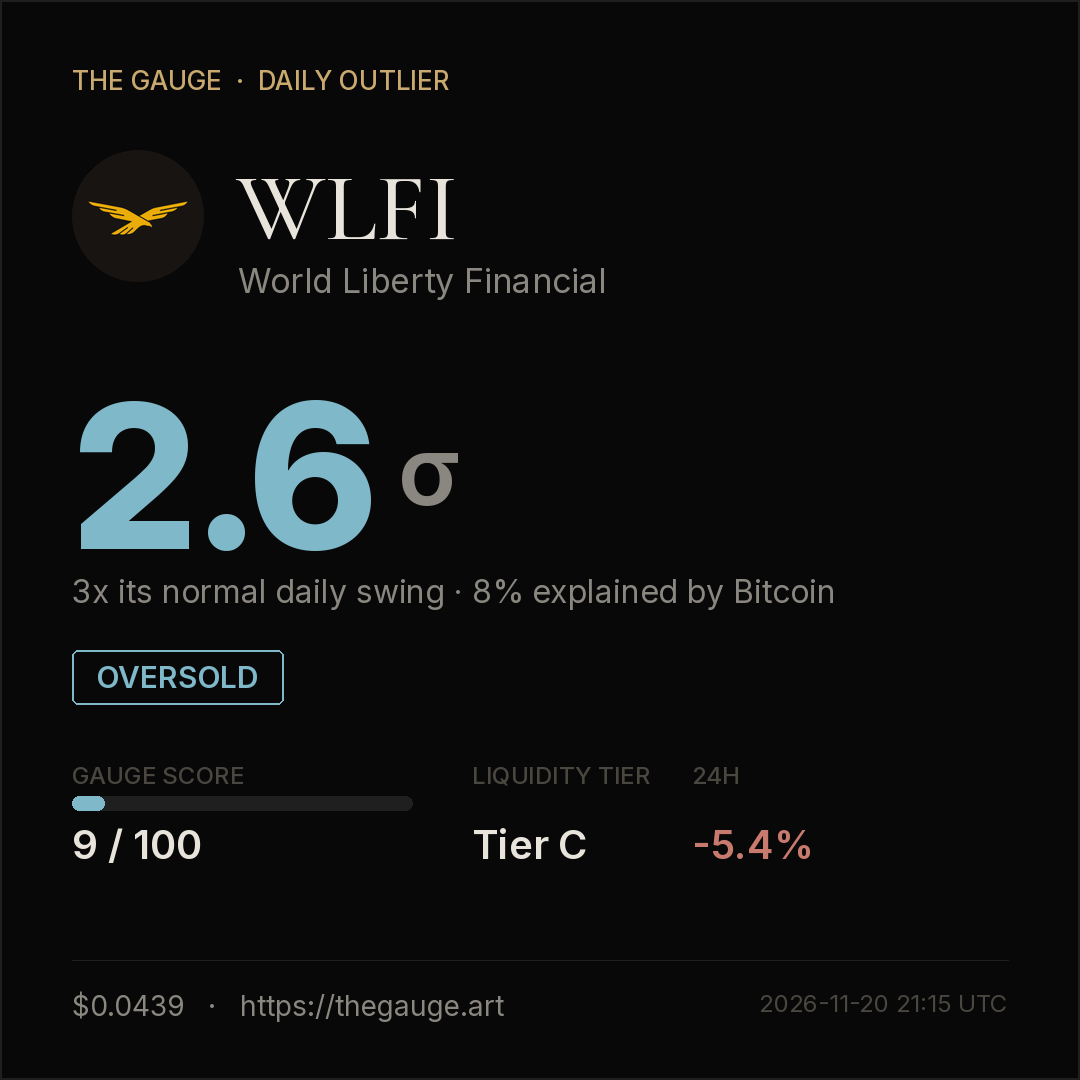 THE GAUGE · DAILY OUTLIER
WLFI
World Liberty Financial
2.6 σ
3x its normal daily swing · 8% explained by Bitcoin
OVERSOLD
GAUGE SCORE LIQUIDITY TIER 24H
9 / 100 Tier C -5.4%
$0.0439 · https://thegauge.art 2026-11-20 21:15 UTC